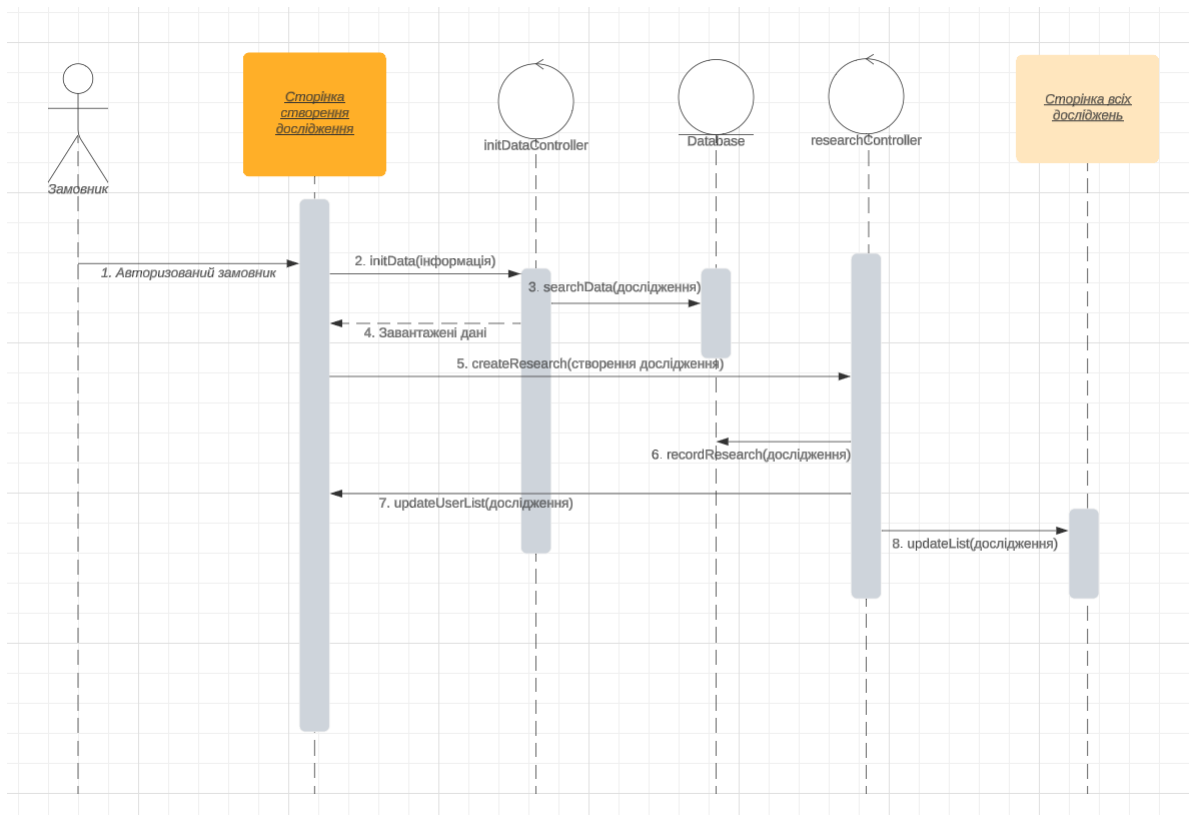 Сторінка
створення
дослідження
initDataController
Database
researchController
Сторінка всіх
досліджень
Замовник
1. Авторизований замовник
2. initData(інформація)
3. searchData(дослідження)
4. Завантажені дані
5. createResearch(створення дослідження)
6. recordResearch(дослідження)
7. updateUserList(дослідження)
8. updateList(дослідження)